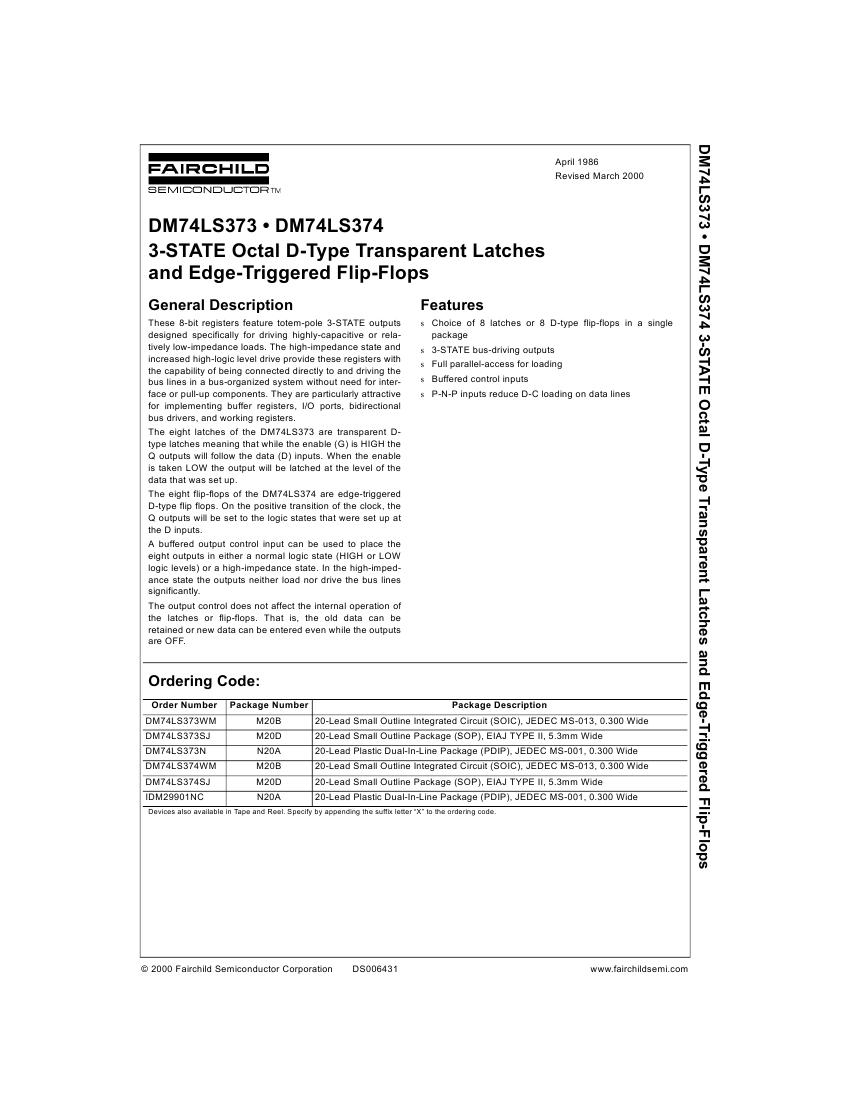 FAIRCHILD
SEMICONDUCTOR TM
April 1986
Revised March 2000
DM74LS373 • DM74LS374
3-STATE Octal D-Type Transparent Latches
and Edge-Triggered Flip-Flops
General Description
These 8-bit registers feature totem-pole 3-STATE outputs
designed specifically for driving highly-capacitive or rela-
tively low-impedance loads. The high-impedance state and
increased high-logic level drive provide these registers with
the capability of being connected directly to and driving the
bus lines in a bus-organized system without need for inter-
face or pull-up components. They are particularly attractive
for implementing buffer registers, I/O ports, bidirectional
bus drivers, and working registers.
The eight latches of the DM74LS373 are transparent D-
type latches meaning that while the enable (G) is HIGH the
Q outputs will follow the data (D) inputs. When the enable
is taken LOW the output will be latched at the level of the
data that was set up.
The eight flip-flops of the DM74LS374 are edge-triggered
D-type flip flops. On the positive transition of the clock, the
Q outputs will be set to the logic states that were set up at
the D inputs.
A buffered output control input can be used to place the
eight outputs in either a normal logic state (HIGH or LOW
logic levels) or a high-impedance state. In the high-imped-
ance state the outputs neither load nor drive the bus lines
significantly.
The output control does not affect the internal operation of
the latches or flip-flops. That is, the old data can be
retained or new data can be entered even while the outputs
are OFF.
Features
s Choice of 8 latches or 8 D-type flip-flops in a single
package
s 3-STATE bus-driving outputs
s Full parallel-access for loading
s Buffered control inputs
s P-N-P inputs reduce D-C loading on data lines
Ordering Code:
Order Number Package Number Package Description
DM74LS373WM M20B 20-Lead Small Outline Integrated Circuit (SOIC), JEDEC MS-013, 0.300 Wide
DM74LS373SJ M20D 20-Lead Small Outline Package (SOP), EIAJ TYPE II, 5.3mm Wide
DM74LS373N N20A 20-Lead Plastic Dual-In-Line Package (PDIP), JEDEC MS-001, 0.300 Wide
DM74LS374WM M20B 20-Lead Small Outline Integrated Circuit (SOIC), JEDEC MS-013, 0.300 Wide
DM74LS374SJ M20D 20-Lead Small Outline Package (SOP), EIAJ TYPE II, 5.3mm Wide
IDM29901NC N20A 20-Lead Plastic Dual-In-Line Package (PDIP), JEDEC MS-001, 0.300 Wide
Devices also available in Tape and Reel. Specify by appending the suffix letter "X" to the ordering code.
© 2000 Fairchild Semiconductor Corporation DS006431 www.fairchildsemi.com
DM74LS373 • DM74LS374 3-STATE Octal D-Type Transparent Latches and Edge-Triggered Flip-Flops